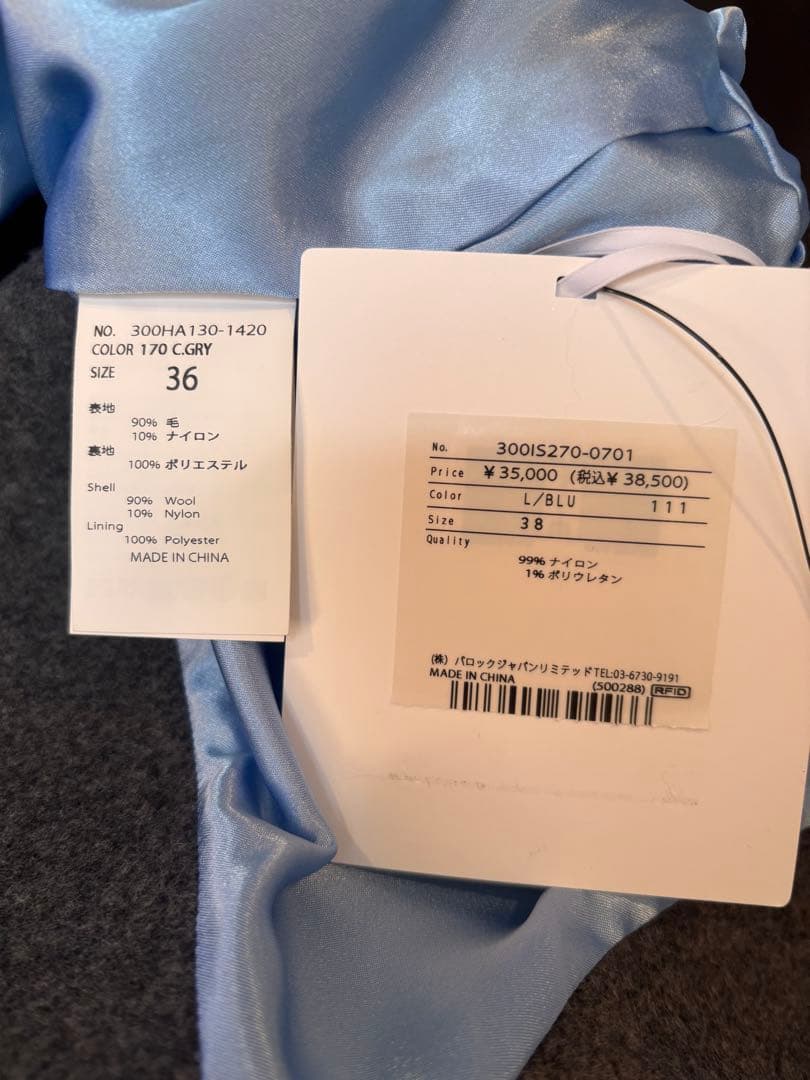 NO. 300HA130-1420
COLOR 170 C.GRY
SIZE 36
表地
90% 毛
10% ナイロン
裏地
100% ポリエステル
Shell
90% Wool
10% Nylon
Lining
100% Polyester
MADE IN CHINA
No. 300IS270-0701
Price ¥35,000 (税込¥ 38,500)
Color L/BLU 111
Size 38
Quality
99% ナイロン
1% ポリウレタン
(株) バロックジャパンリミテッドTEL:03-6730-9191
MADE IN CHINA (500288) RFID